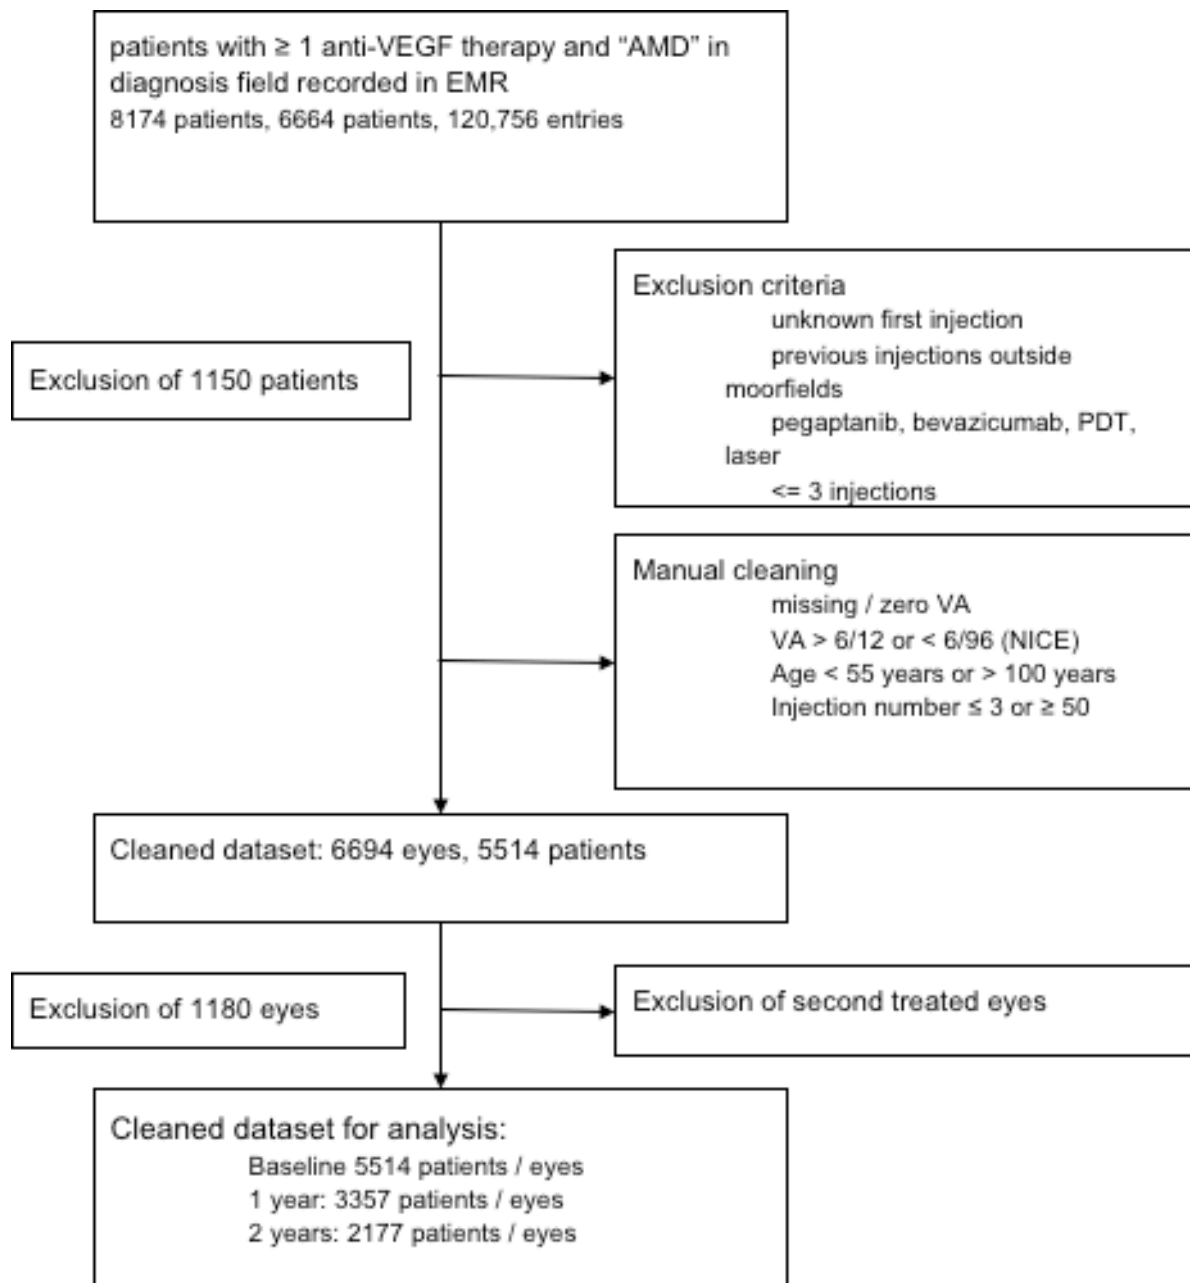 patients with ≥ 1 anti-VEGF therapy and “AMD” in
diagnosis field recorded in EMR
8174 patients, 6664 patients, 120,756 entries
Exclusion criteria
unknown first injection
previous injections outside
moorfields
pegaptanib, bevazicumab, PDT,
laser
<= 3 injections
Exclusion of 1150 patients
Manual cleaning
missing / zero VA
VA > 6/12 or < 6/96 (NICE)
Age < 55 years or > 100 years
Injection number ≤ 3 or ≥ 50
Cleaned dataset: 6694 eyes, 5514 patients
Exclusion of 1180 eyes
Exclusion of second treated eyes
Cleaned dataset for analysis:
Baseline 5514 patients / eyes
1 year: 3357 patients / eyes
2 years: 2177 patients / eyes